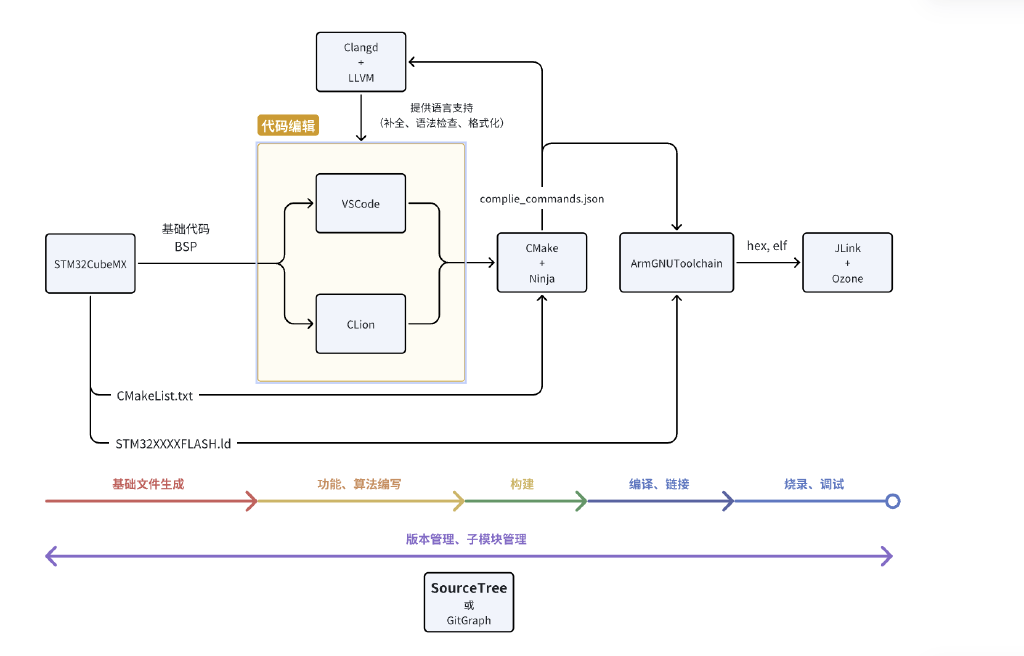 Clangd
+
LLVM
提供语言支持
（补全、语法检查、格式化）
代码编辑
VSCode
complie_commands.json
基础代码
BSP
STM32CubeMX
CMake
+
Ninja
ArmGNUToolchain
hex, elf
JLink
+
Ozone
CLion
CMakeList.txt
STM32XXXXFLASH.ld
基础文件生成
功能、算法编写
构建
编译、链接
烧录、调试
版本管理、子模块管理
SourceTree
或
GitGraph